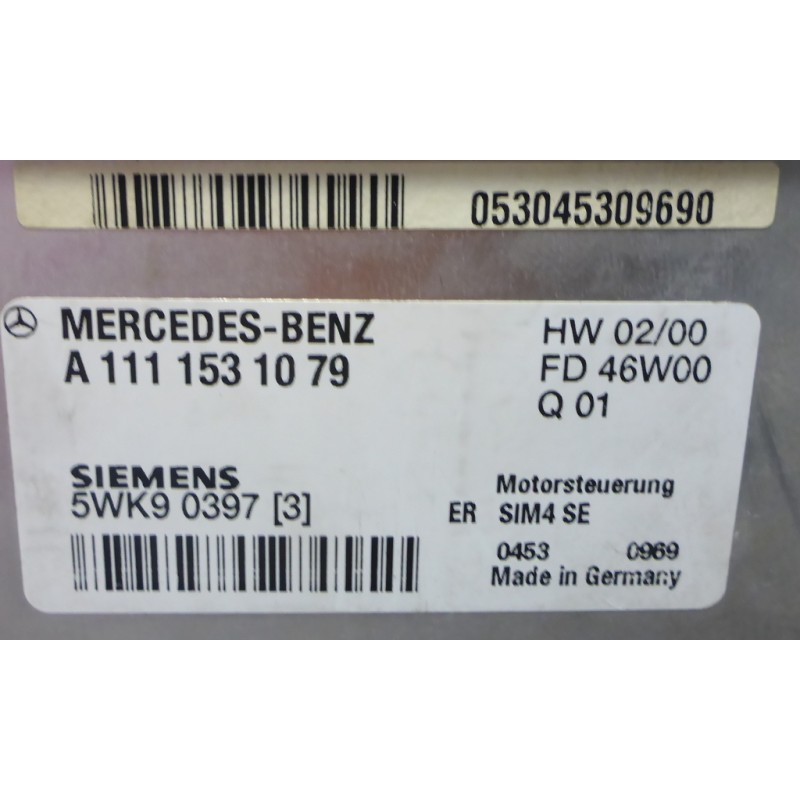 053045309690
MERCEDES-BENZ
A 111 153 10 79
HW 02/00
FD 46W00
Q 01
SIEMENS
5WK9 0397 [3]
Motorsteuerung
ER SIM4 SE
0453 0969
Made in Germany